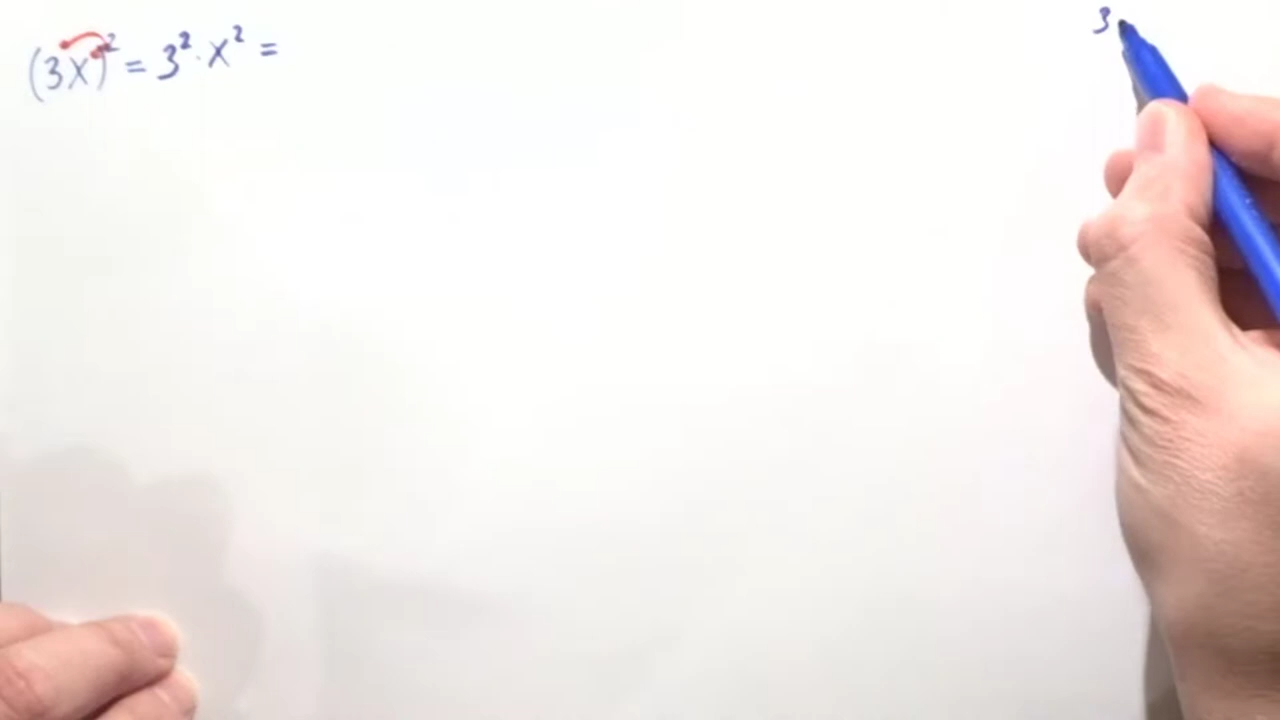 (3x)² = 3² · x² =
3